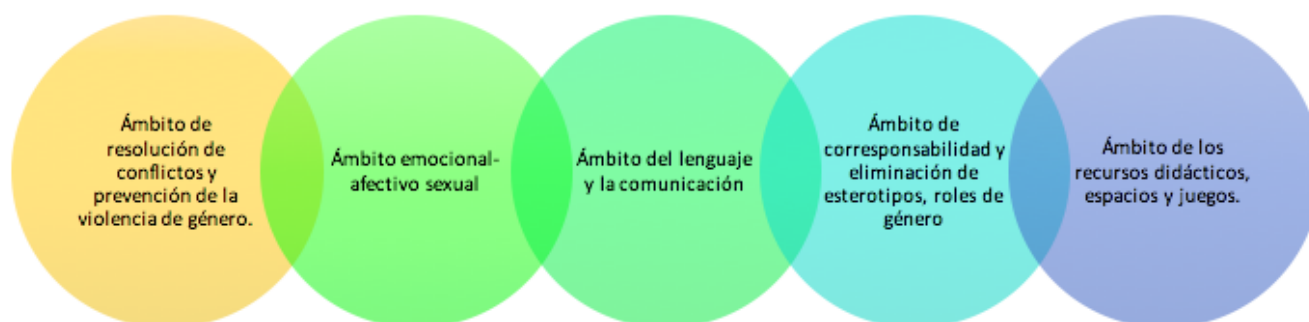 Ámbito de
resolución de
conflictos y
prevención de la
violencia de género.
Ámbito emocional-
afectivo sexual
Ámbito del lenguaje
y la comunicación
Ámbito de
corresponsabilidad y
eliminación de
esterotipos, roles de
género
Ámbito de los
recursos didácticos,
espacios y juegos.